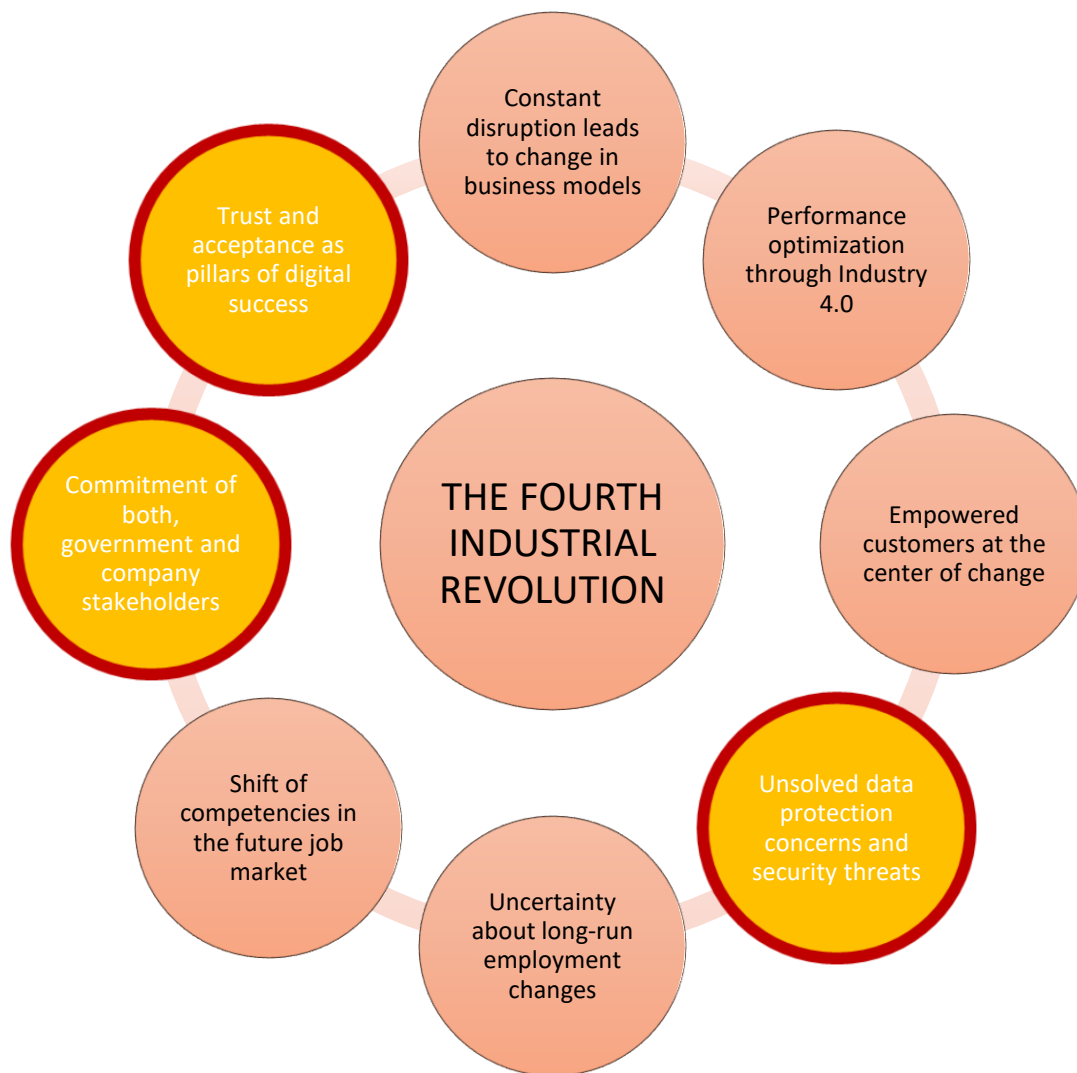 Constant
disruption leads
to change in
business models
Performance
optimization
through Industry
4.0
Empowered
customers at the
center of change
Unsolved data
protection
concerns and
security threats
Uncertainty
about long-run
employment
changes
Shift of
competencies in
the future job
market
Commitment of
both,
government and
company
stakeholders
Trust and
acceptance as
pillars of digital
success
THE FOURTH
INDUSTRIAL
REVOLUTION